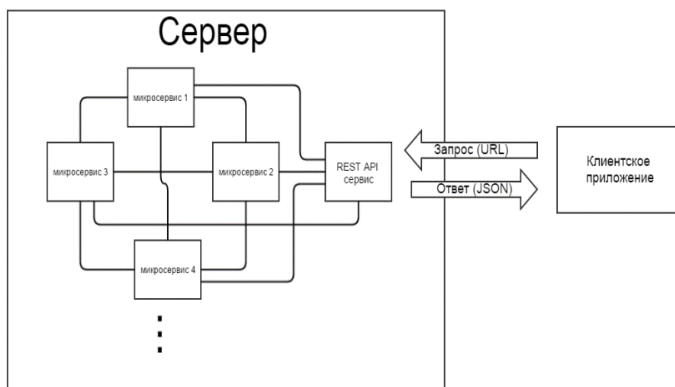 Сервер
микросервис 1
микросервис 3
микросервис 2
REST API
сервис
микросервис 4
Запрос (URL)
Ответ (JSON)
Клиентское
приложение